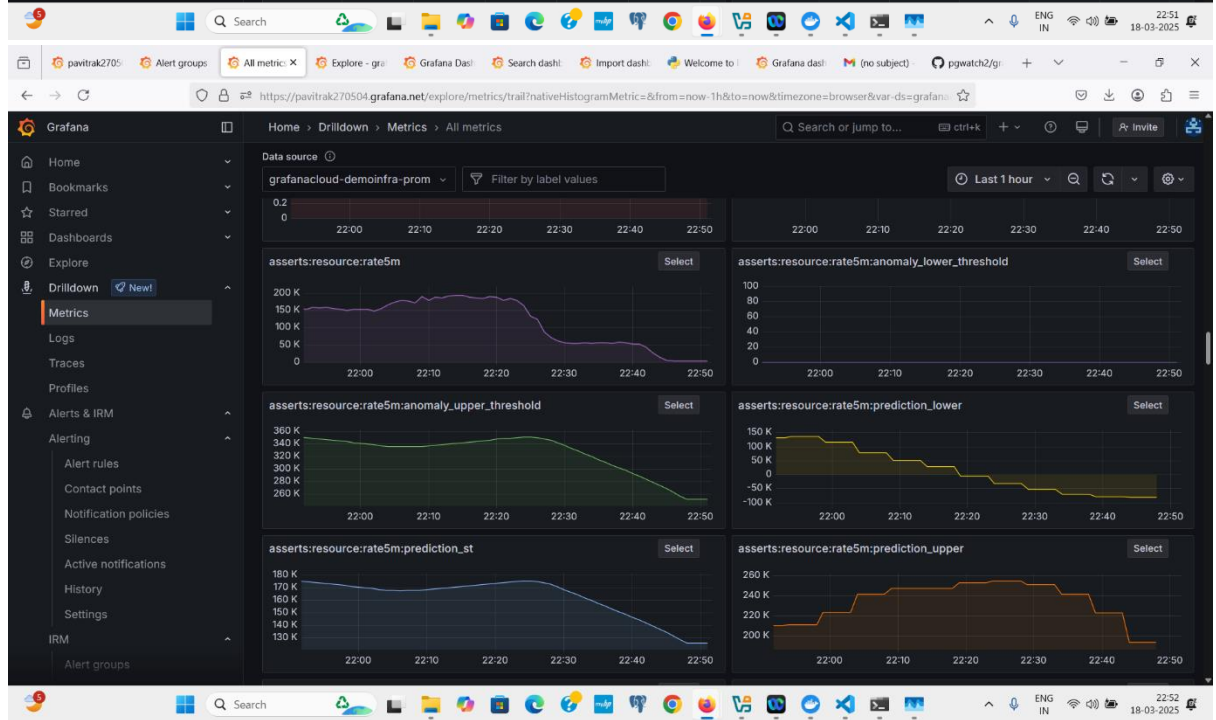 5
Search
ENG
IN
22:51
18-03-2025
pavitrak2705
Alert groups
All metrics
Explore - gra
Grafana Dash
Search dashb
Import dashb
Welcome to
Grafana dash
(no subject)
pgwatch2/gr
https://pavitrak270504.grafana.net/explore/metrics/trail?nativeHistogramMetric=&from=now-1h&to=now&timezone=browser&var-ds=grafana
Grafana
Home › Drilldown › Metrics › All metrics
Search or jump to...
ctrl+k
Invite
Home
Bookmarks
Starred
Dashboards
Explore
Drilldown
New!
Metrics
Logs
Traces
Profiles
Alerts & IRM
Alerting
Alert rules
Contact points
Notification policies
Silences
Active notifications
History
Settings
IRM
Alert groups
Data source
grafanacloud-demoinfra-prom
Filter by label values
Last 1 hour
0.2
0
22:00 22:10 22:20 22:30 22:40 22:50
22:00 22:10 22:20 22:30 22:40 22:50
asserts:resource:rate5m
Select
200 K
150 K
100 K
50 K
0
22:00 22:10 22:20 22:30 22:40 22:50
asserts:resource:rate5m:anomaly_lower_threshold
Select
100
80
60
40
20
0
22:00 22:10 22:20 22:30 22:40 22:50
asserts:resource:rate5m:anomaly_upper_threshold
Select
360 K
340 K
320 K
300 K
280 K
260 K
22:00 22:10 22:20 22:30 22:40 22:50
asserts:resource:rate5m:prediction_lower
Select
150 K
100 K
50 K
0
-50 K
-100 K
22:00 22:10 22:20 22:30 22:40 22:50
asserts:resource:rate5m:prediction_st
Select
180 K
170 K
160 K
150 K
140 K
130 K
22:00 22:10 22:20 22:30 22:40 22:50
asserts:resource:rate5m:prediction_upper
Select
260 K
240 K
220 K
200 K
22:00 22:10 22:20 22:30 22:40 22:50
5
Search
ENG
IN
22:52
18-03-2025